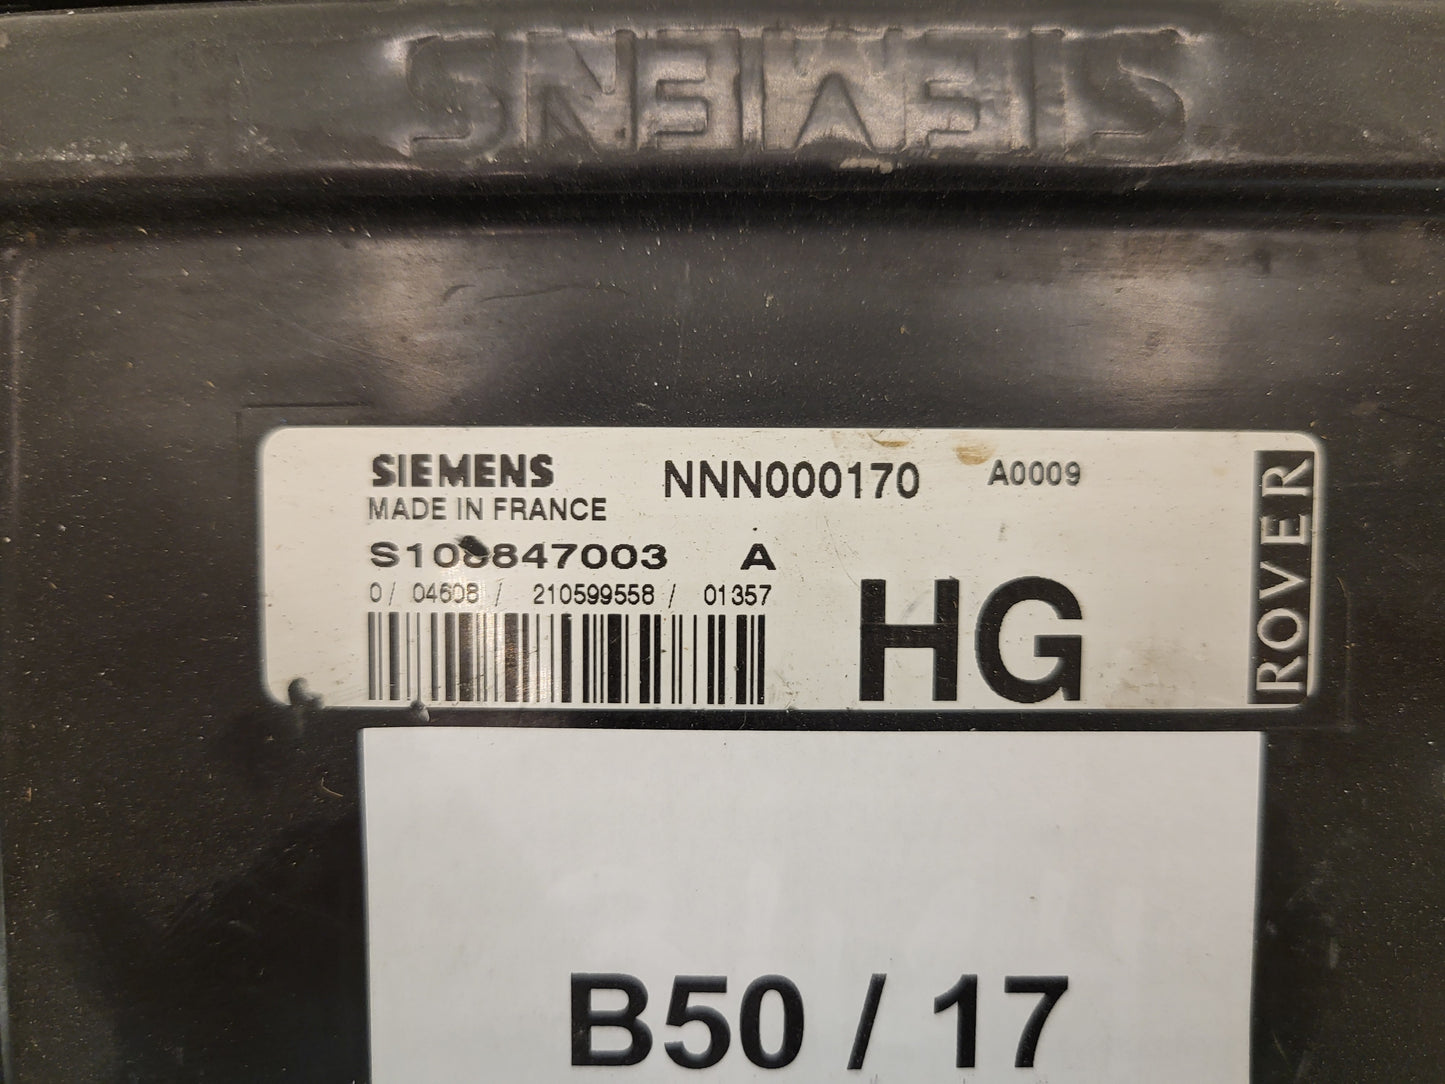 SIEMENS
SIEMENS NNN000170 A0009
MADE IN FRANCE
S108847003 A
0/ 04608 / 210599558 / 01357
HG
ROVER
B50 / 17